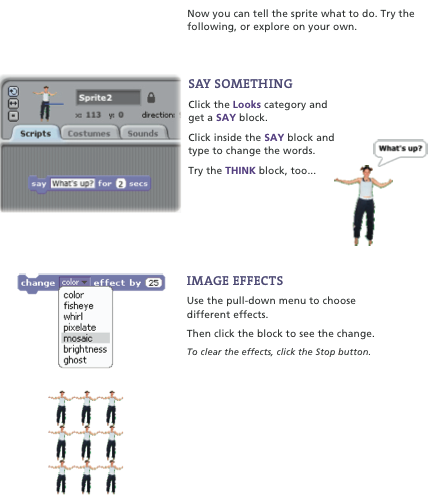 Now you can tell the sprite what to do. Try the
following, or explore on your own.
Sprite2
x: 113 y: 0 direction:
Scripts Costumes Sounds
say What's up? for 2 secs
SAY SOMETHING
Click the Looks category and
get a SAY block.
Click inside the SAY block and
type to change the words.
Try the THINK block, too...
What's up?
change color effect by 25
color
fisheye
whirl
pixelate
mosaic
brightness
ghost
IMAGE EFFECTS
Use the pull-down menu to choose
different effects.
Then click the block to see the change.
To clear the effects, click the Stop button.